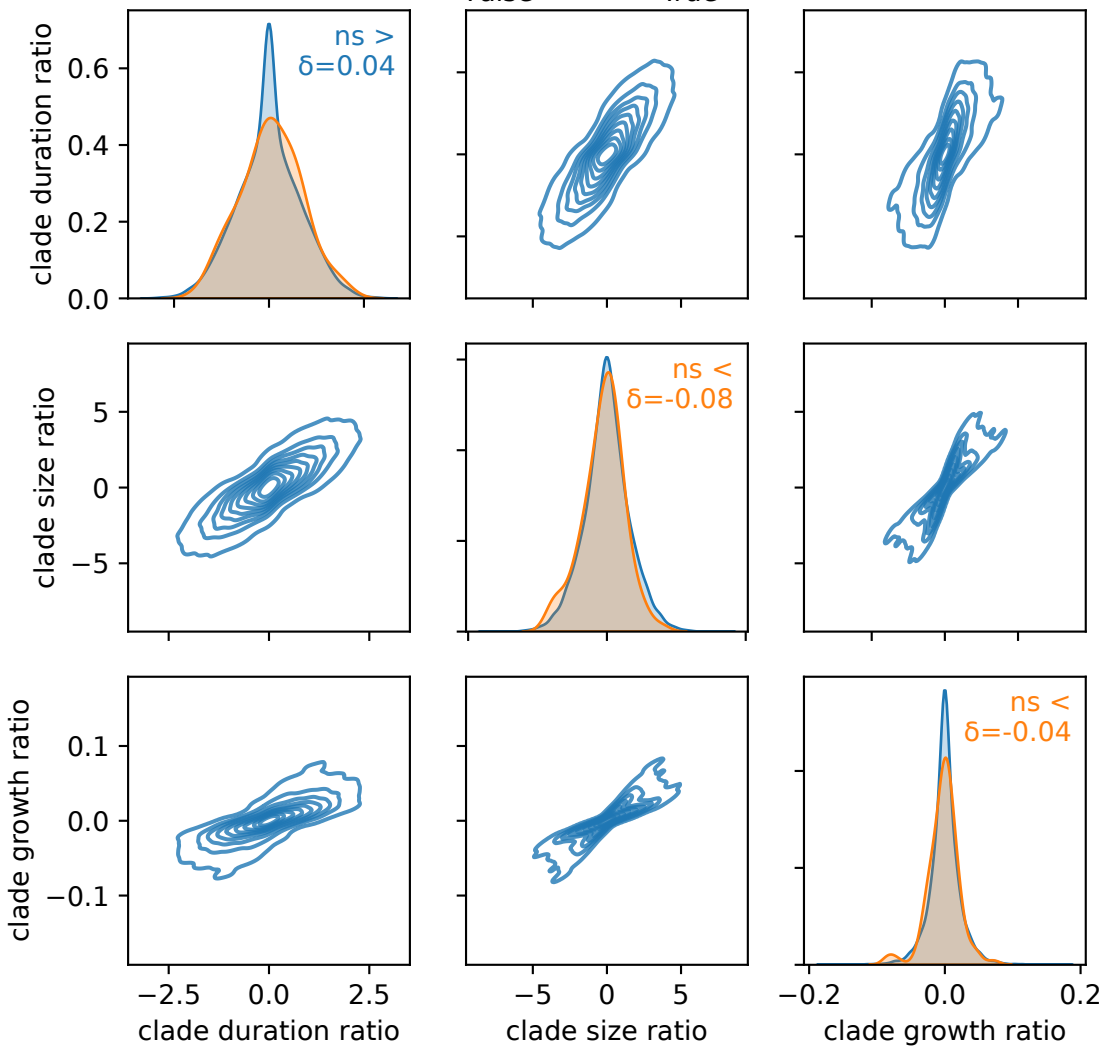 clade duration ratio
0.6
0.4
0.2
0.0
ns >
δ=0.04
clade size ratio
5
0
−5
ns <
δ=-0.08
clade growth ratio
0.1
0.0
−0.1
ns <
δ=-0.04
−2.5 0.0 2.5
clade duration ratio
−5 0 5
clade size ratio
−0.2 0.0 0.2
clade growth ratio